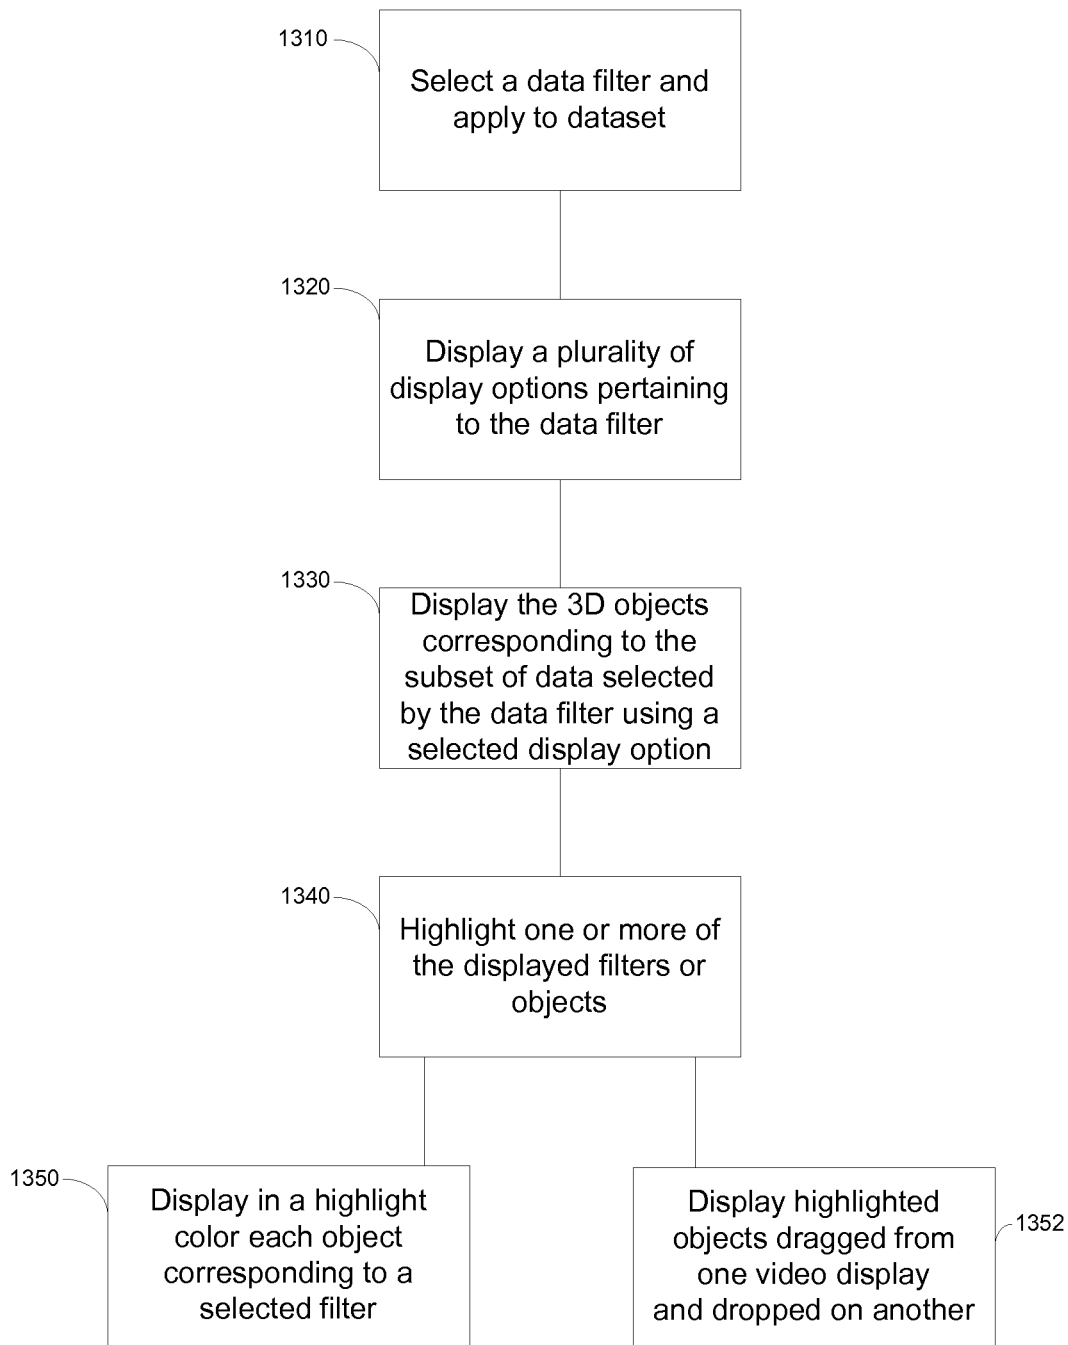 1310
Select a data filter and
apply to dataset
1320
Display a plurality of
display options pertaining
to the data filter
1330
Display the 3D objects
corresponding to the
subset of data selected
by the data filter using a
selected display option
1340
Highlight one or more of
the displayed filters or
objects
1350
Display in a highlight
color each object
corresponding to a
selected filter
Display highlighted
objects dragged from
one video display
and dropped on another
1352